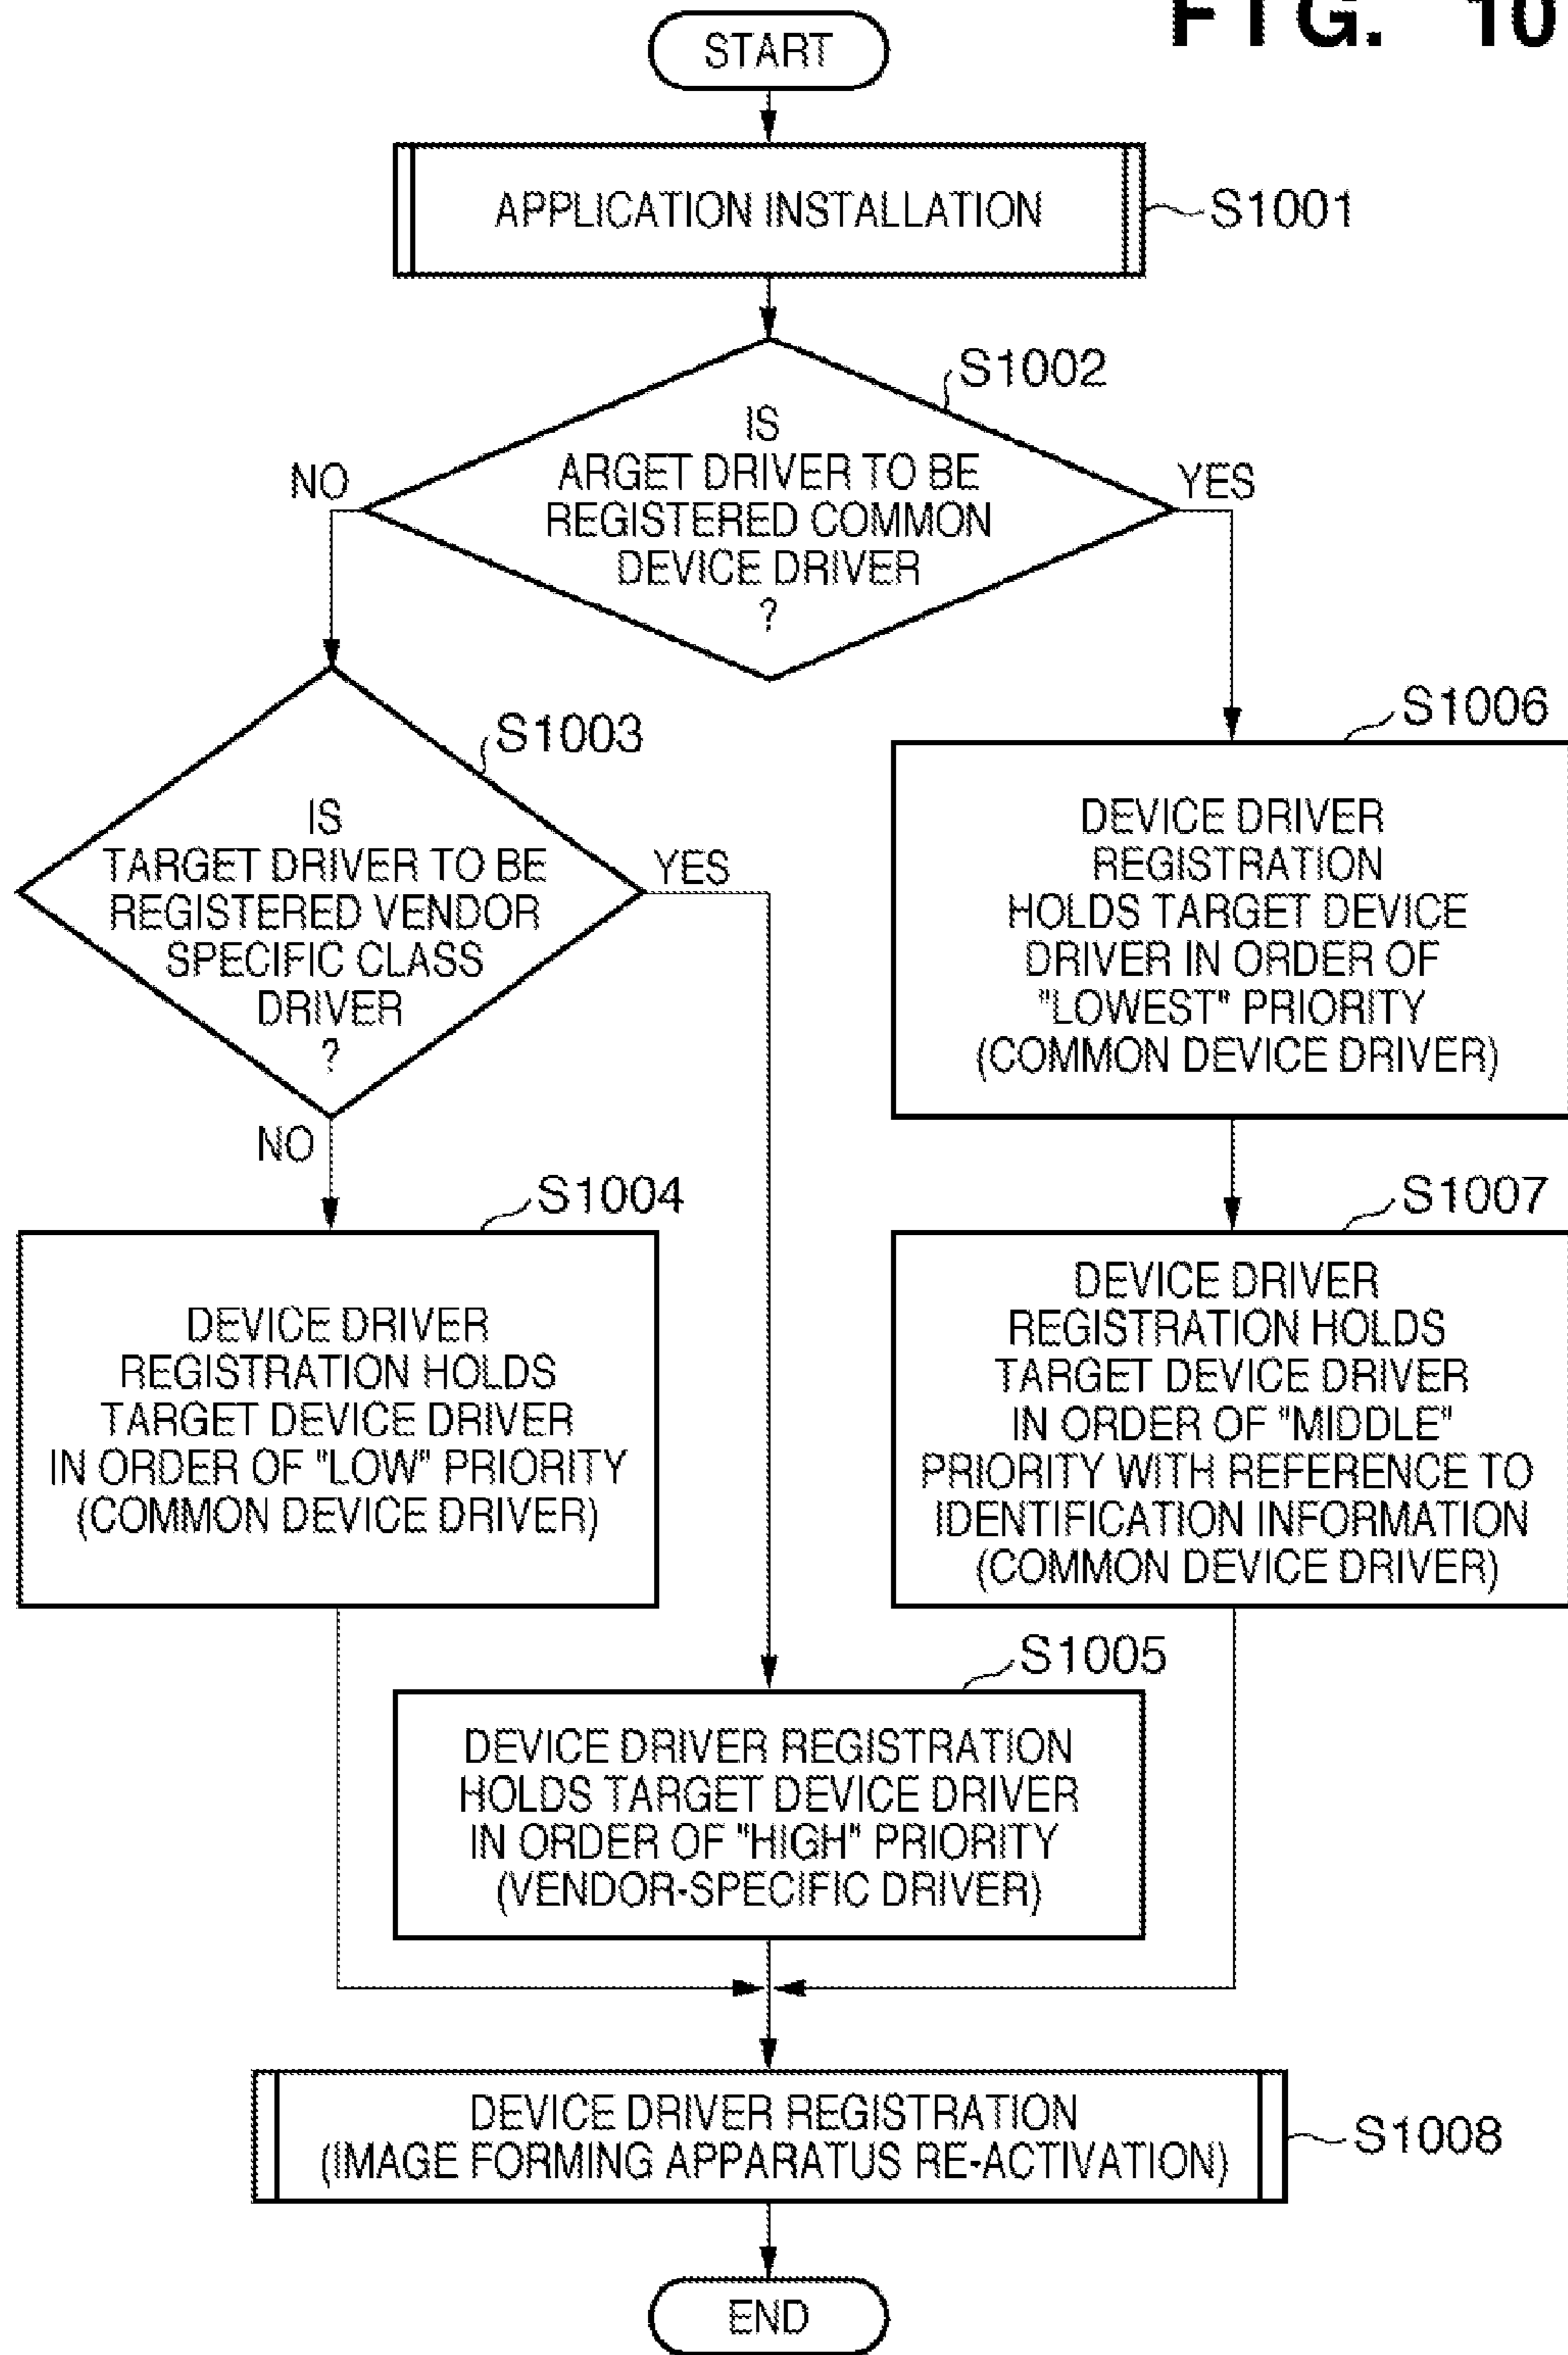 FIG. 10
START
APPLICATION INSTALLATION
S1001
S1002
IS
ARGET DRIVER TO BE
REGISTERED COMMON
DEVICE DRIVER
?
NO
YES
S1003
IS
TARGET DRIVER TO BE
REGISTERED VENDOR
SPECIFIC CLASS
DRIVER
?
YES
NO
S1006
DEVICE DRIVER
REGISTRATION
HOLDS TARGET DEVICE
DRIVER IN ORDER OF
"LOWEST" PRIORITY
(COMMON DEVICE DRIVER)
S1004
DEVICE DRIVER
REGISTRATION HOLDS
TARGET DEVICE DRIVER
IN ORDER OF "LOW" PRIORITY
(COMMON DEVICE DRIVER)
S1007
DEVICE DRIVER
REGISTRATION HOLDS
TARGET DEVICE DRIVER
IN ORDER OF "MIDDLE"
PRIORITY WITH REFERENCE TO
IDENTIFICATION INFORMATION
(COMMON DEVICE DRIVER)
S1005
DEVICE DRIVER REGISTRATION
HOLDS TARGET DEVICE DRIVER
IN ORDER OF "HIGH" PRIORITY
(VENDOR-SPECIFIC DRIVER)
DEVICE DRIVER REGISTRATION
(IMAGE FORMING APPARATUS RE-ACTIVATION)
S1008
END